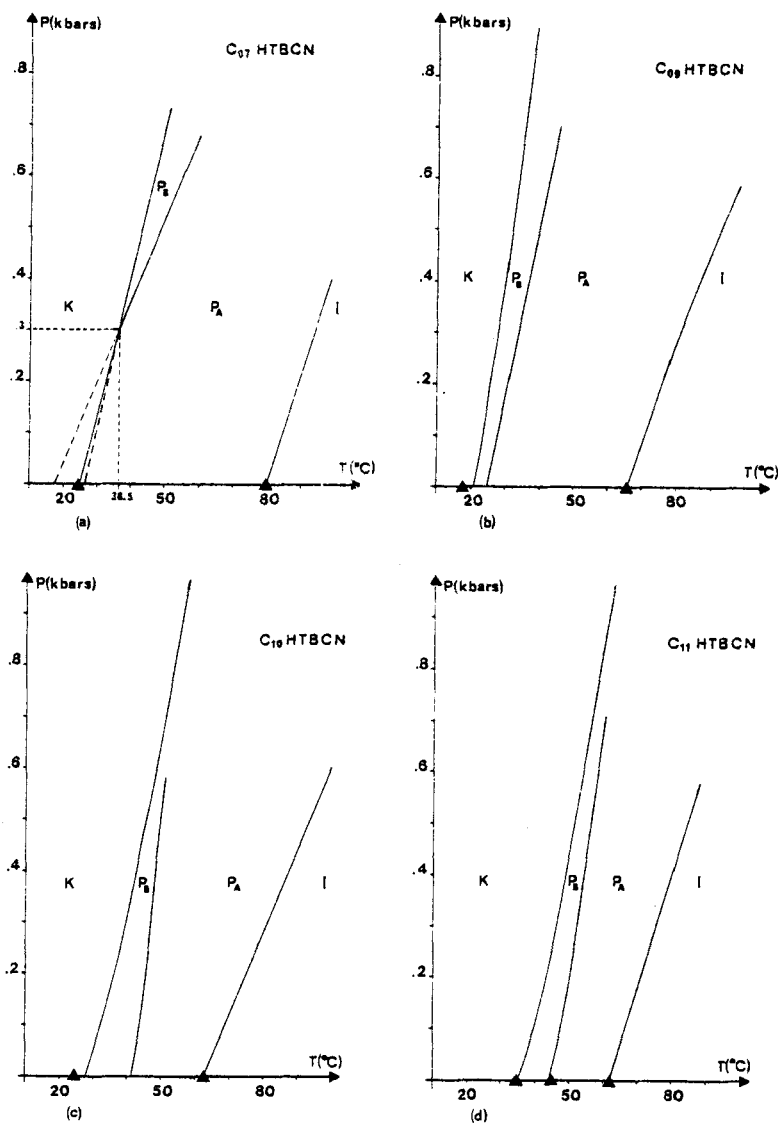 P(kbars)
C07 HTBCN
.8
.6
PB
.4
K
PA
I
.3
.2
T(°C)
20
38.5
50
80
(a)
P(kbars)
C09 HTBCN
.8
.6
.4
K
PB
PA
I
.2
T(°C)
20
50
80
(b)
P(kbars)
C10 HTBCN
.8
.6
.4
K
PB
PA
I
.2
T(°C)
20
50
80
(c)
P(kbars)
C11 HTBCN
.8
.6
.4
K
PB
PA
I
.2
T(°C)
20
50
80
(d)